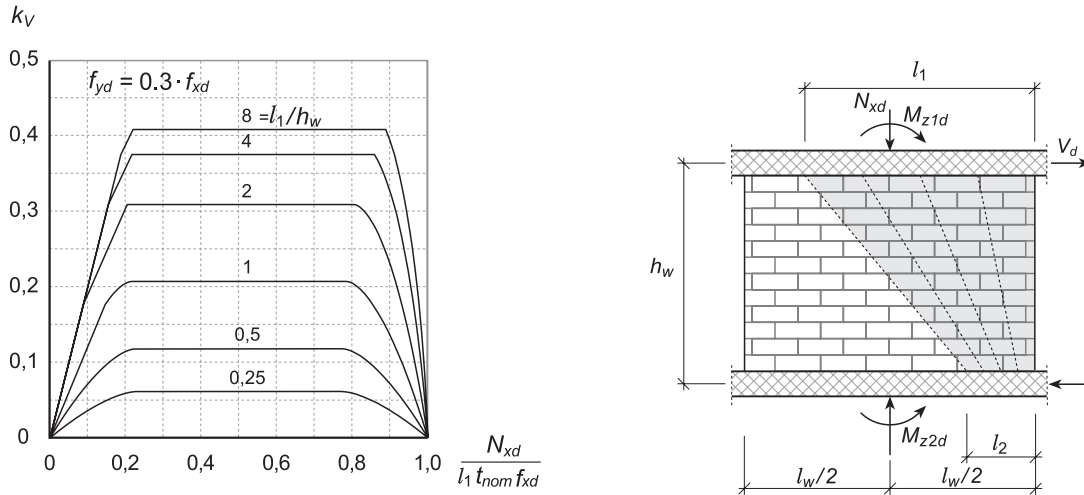 k_V
0,5
0,4
0,3
0,2
0,1
0
f_yd = 0.3 · f_xd
8 = l_1/h_w
4
2
1
0,5
0,25
0
0,2
0,4
0,6
0,8
1,0
N_xd
l_1 t_nom f_xd
l_1
N_xd
M_z1d
V_d
h_w
M_z2d
l_2
l_w/2
l_w/2